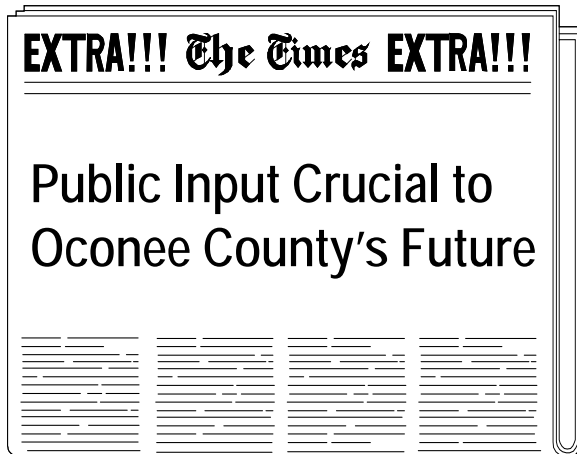 EXTRA!!! The Times EXTRA!!!
Public Input Crucial to
Oconee County’s Future